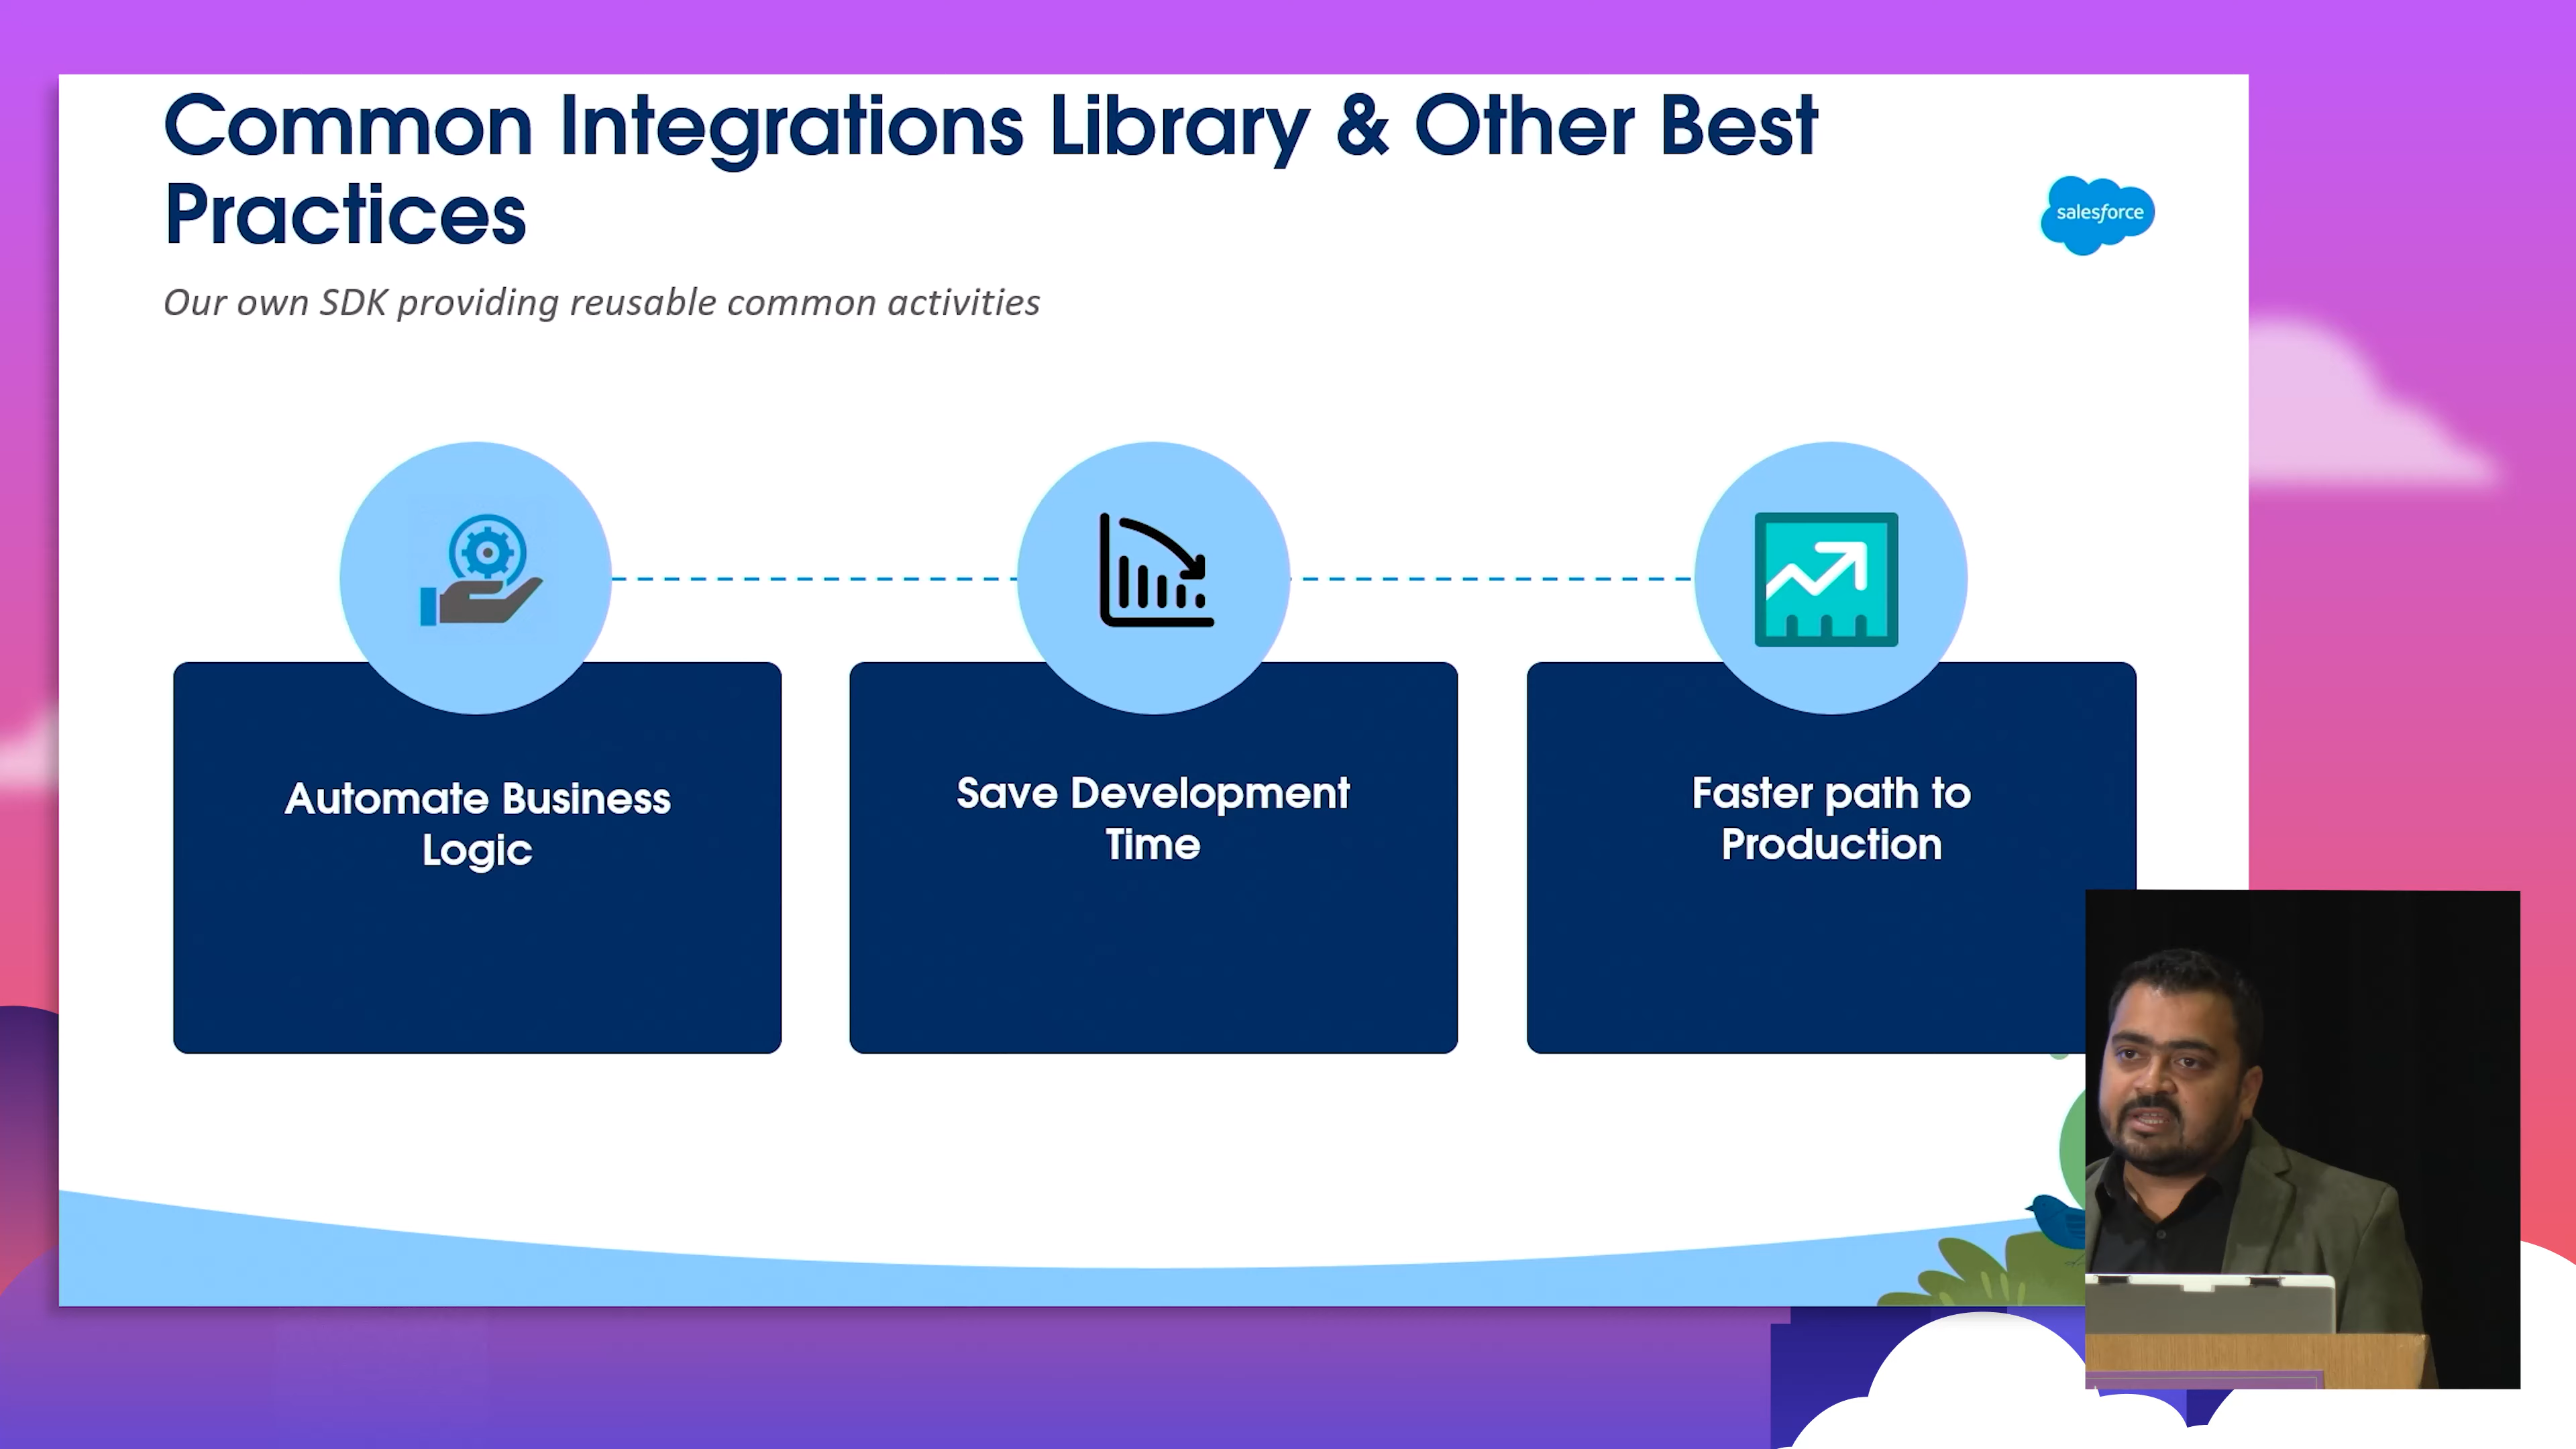 Common Integrations Library & Other Best
Practices
salesforce
Our own SDK providing reusable common activities
Automate Business
Logic
Save Development
Time
Faster path to
Production